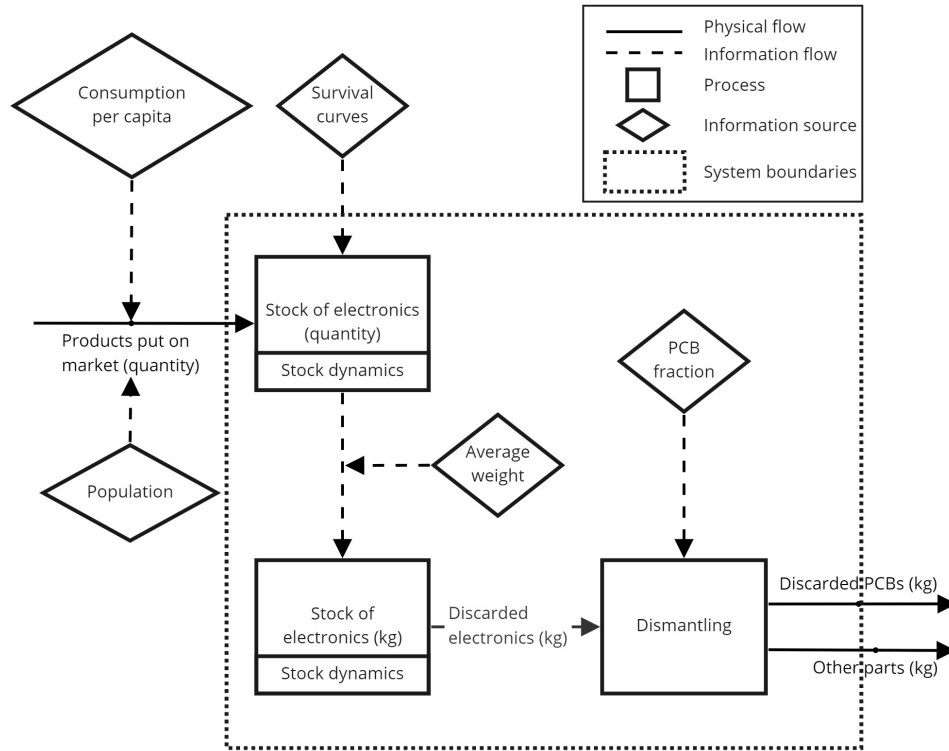 Physical flow
Information flow
Process
Information source
System boundaries
Consumption
per capita
Survival
curves
Stock of electronics
(quantity)
Stock dynamics
Products put on
market (quantity)
PCB
fraction
Average
weight
Population
Stock of
electronics (kg)
Stock dynamics
Discarded
electronics (kg)
Dismantling
Discarded PCBs (kg)
Other parts (kg)